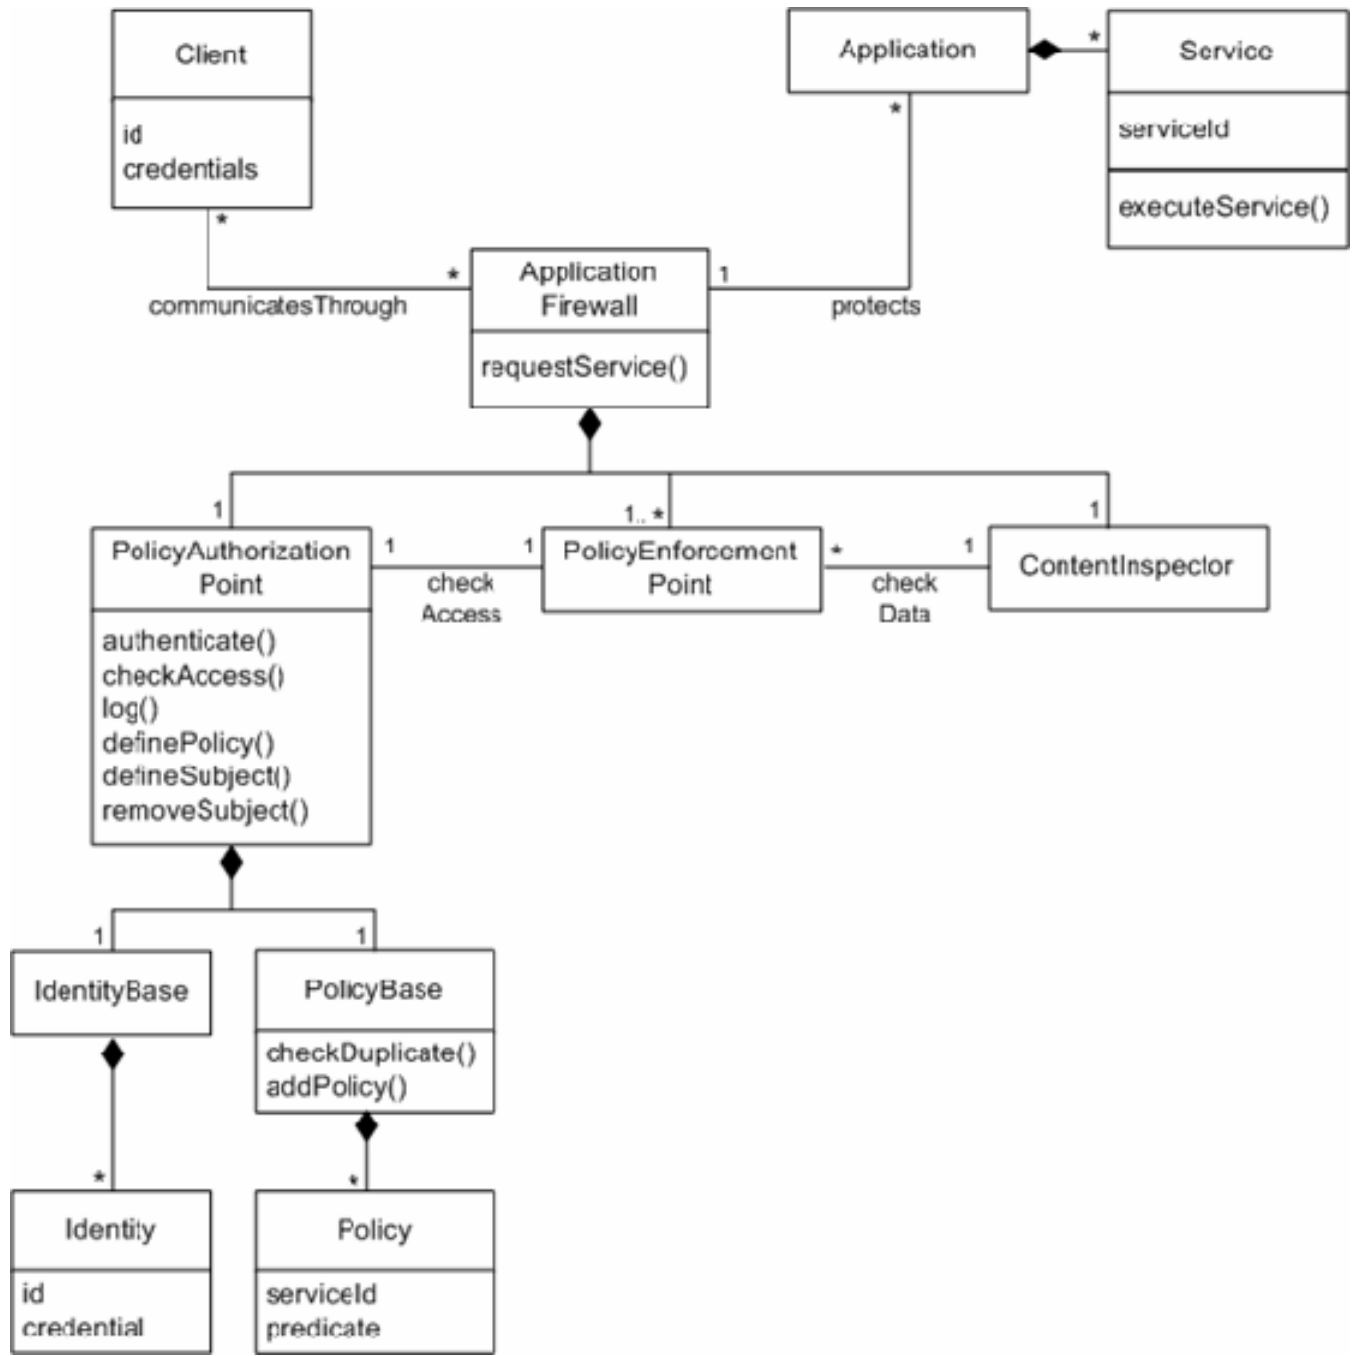 Client
id
credentials
*
Application
*
Service
serviceId
executeService()
*
*
communicatesThrough
Application
Firewall
requestService()
1
protects
1
1.. *
1
PolicyAuthorization
Point
authenticate()
checkAccess()
log()
definePolicy()
defineSubject()
removeSubject()
1
1
check
Access
PolicyEnforcement
Point
*
1
check
Data
ContentInspector
1
1
IdentityBase
PolicyBase
checkDuplicate()
addPolicy()
*
*
Identity
id
credential
Policy
serviceId
predicate
*